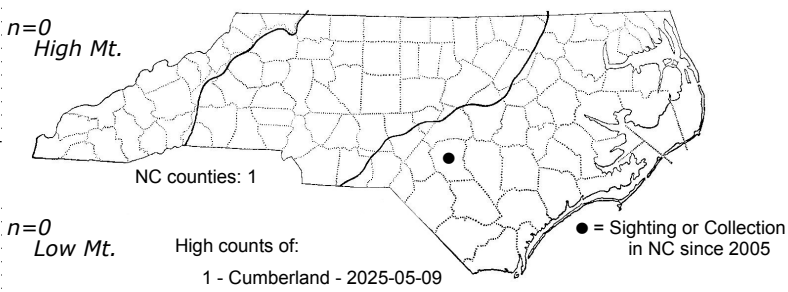 n=0
High Mt.
NC counties: 1
n=0
Low Mt.
High counts of:
1 - Cumberland - 2025-05-09
● = Sighting or Collection
in NC since 2005